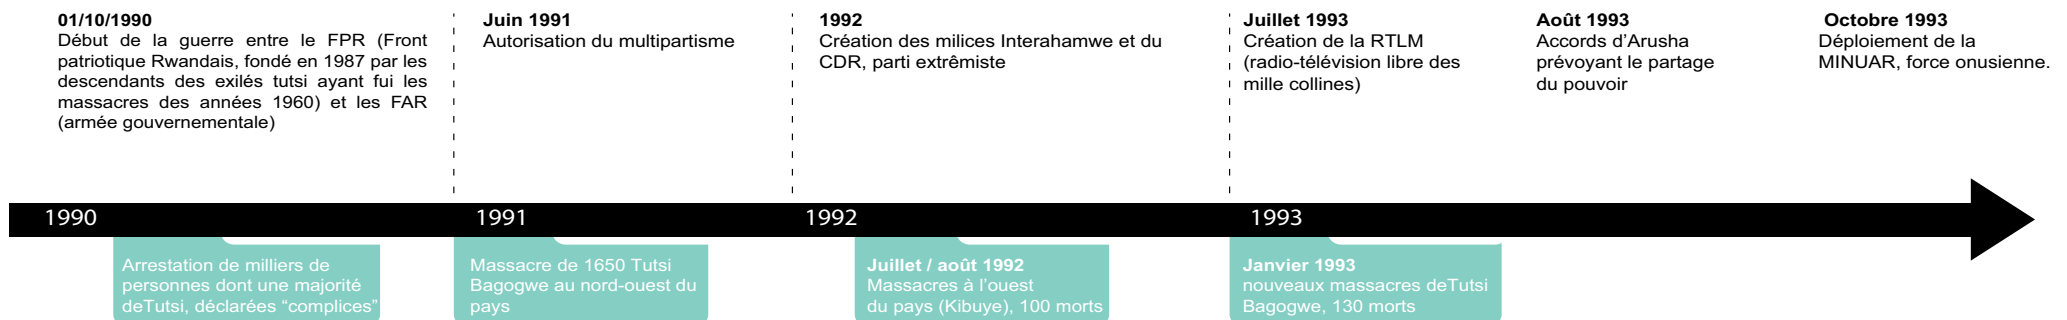 01/10/1990
Début de la guerre entre le FPR (Front
patriotique Rwandais, fondé en 1987 par les
descendants des exilés tutsi ayant fui les
massacres des années 1960) et les FAR
(armée gouvernementale)
Juin 1991
Autorisation du multipartisme
1992
Création des milices Interahamwe et du
CDR, parti extrêmiste
Juillet 1993
Création de la RTLM
(radio-télévision libre des
mille collines)
Août 1993
Accords d'Arusha
prévoyant le partage
du pouvoir
Octobre 1993
Déploiement de la
MINUAR, force onusienne.
1990
1991
1992
1993
Arrestation de milliers de
personnes dont une majorité
deTutsi, déclarées “complices”
Massacre de 1650 Tutsi
Bagogwe au nord-ouest du
pays
Juillet / août 1992
Massacres à l'ouest
du pays (Kibuye), 100 morts
Janvier 1993
nouveaux massacres deTutsi
Bagogwe, 130 morts